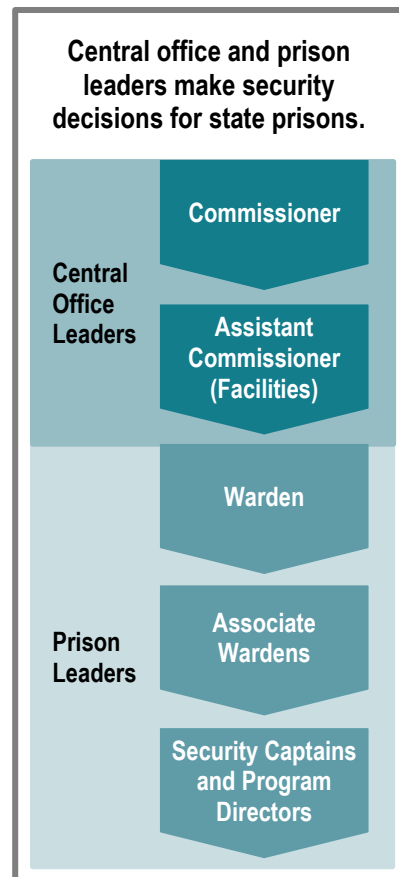 Central office and prison
leaders make security
decisions for state prisons.
Commissioner
Central
Office
Leaders
Assistant
Commissioner
(Facilities)
Warden
Associate
Wardens
Prison
Leaders
Security Captains
and Program
Directors